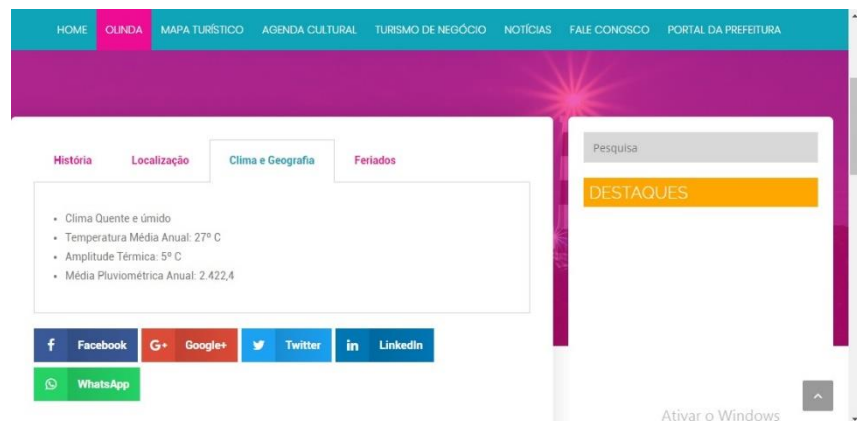 HOME OLINDA MAPA TURÍSTICO AGENDA CULTURAL TURISMO DE NEGÓCIO NOTÍCIAS FALE CONOSCO PORTAL DA PREFEITURA
História Localização Clima e Geografia Feriados
Clima Quente e úmido
Temperatura Média Anual: 27º C
Amplitude Térmica: 5º C
Média Pluviométrica Anual: 2.422,4
Facebook G+ Google+ Twitter in LinkedIn
WhatsApp
Pesquisa
DESTAQUES
Ativar o Windows